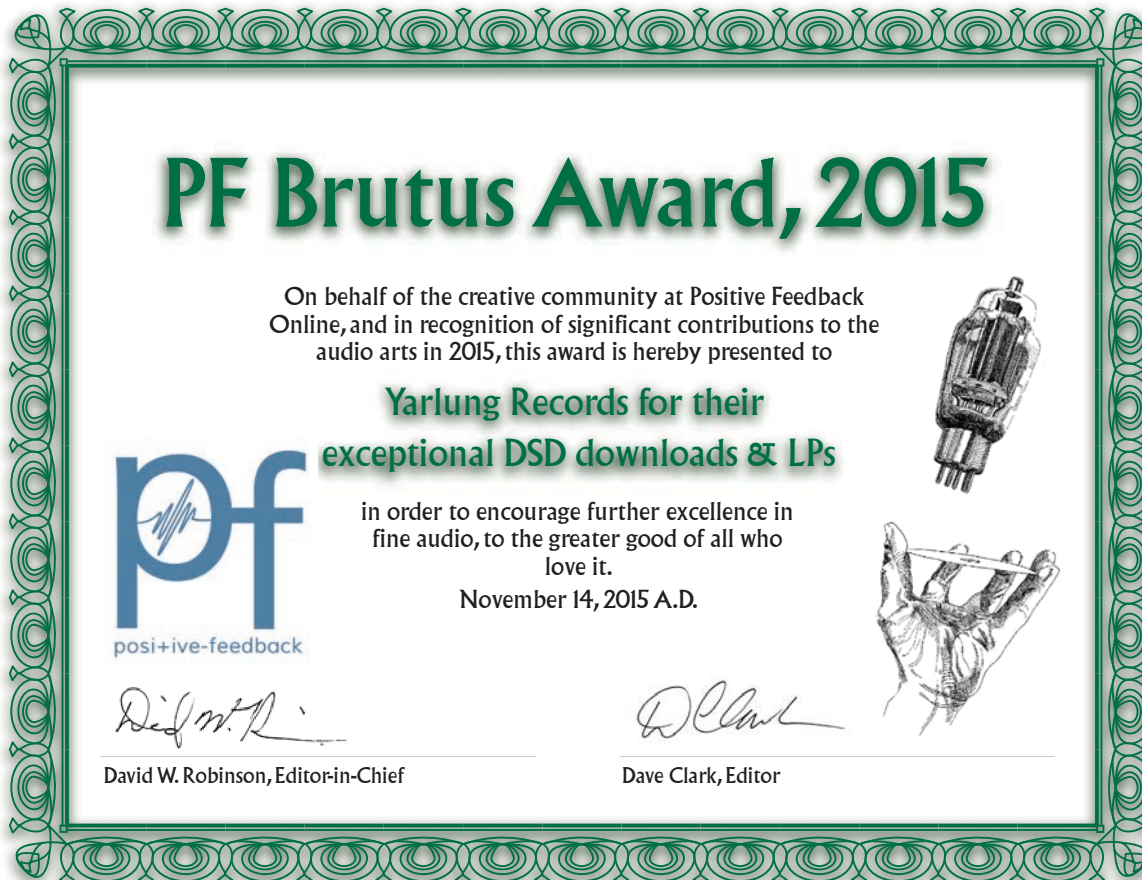 PF Brutus Award, 2015
On behalf of the creative community at Positive Feedback
Online, and in recognition of significant contributions to the
audio arts in 2015, this award is hereby presented to
Yarlung Records for their
exceptional DSD downloads & LPs
in order to encourage further excellence in
fine audio, to the greater good of all who
love it.
November 14, 2015 A.D.
pf
posi+ive-feedback
David W. Robinson, Editor-in-Chief
Dave Clark, Editor